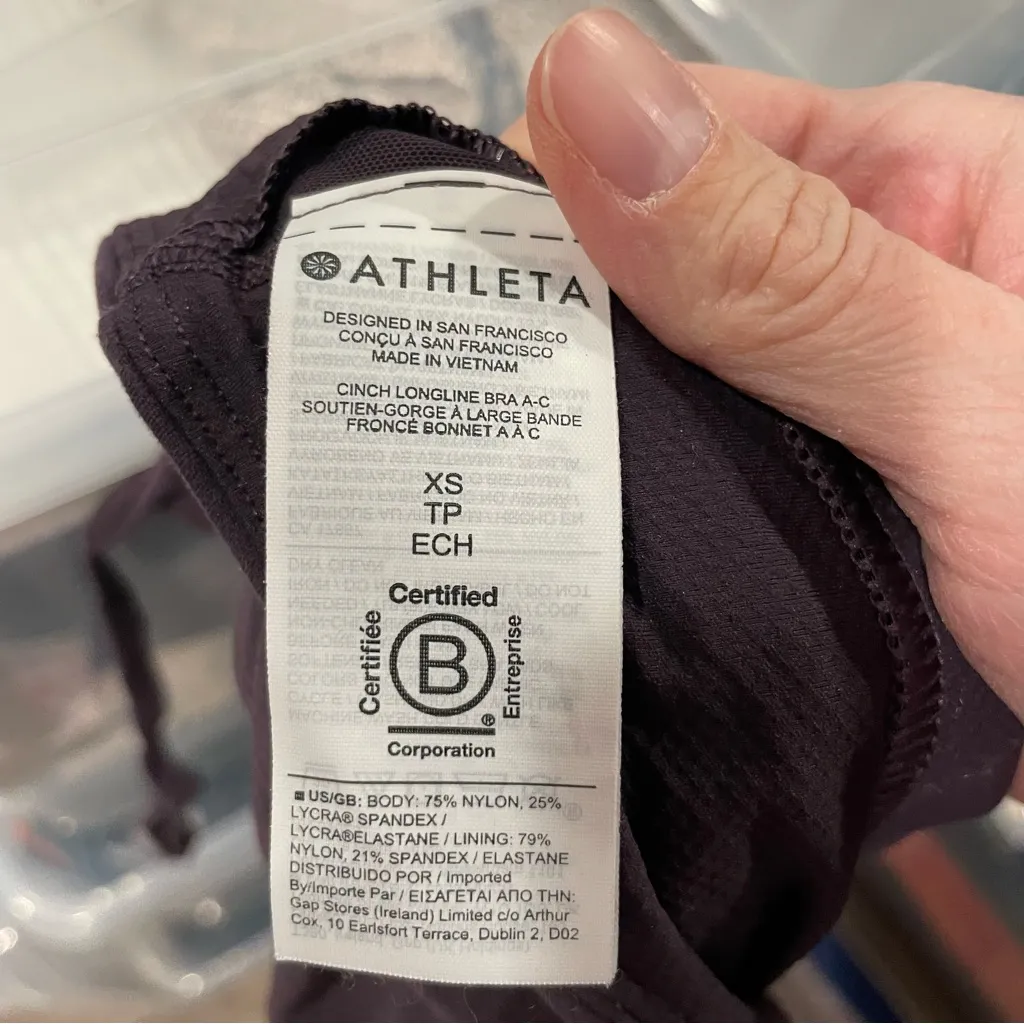 ATHLETA
DESIGNED IN SAN FRANCISCO
CONÇU À SAN FRANCISCO
MADE IN VIETNAM
CINCH LONGLINE BRA A-C
SOUTIEN-GORGE À LARGE BANDE
FRONCÉ BONNET A À C
XS
TP
ECH
Certified
Certifiée
B
Entreprise
®
Corporation
US/GB: BODY: 75% NYLON, 25%
LYCRA® SPANDEX /
LYCRA®ELASTANE / LINING: 79%
NYLON, 21% SPANDEX / ELASTANE
DISTRIBUIDO POR / Imported
By/Importe Par / ΕΙΣΑΓΕΤΑΙ ΑΠΟ ΤΗΝ:
Gap Stores (Ireland) Limited c/o Arthur
Cox, 10 Earlsfort Terrace, Dublin 2, D02